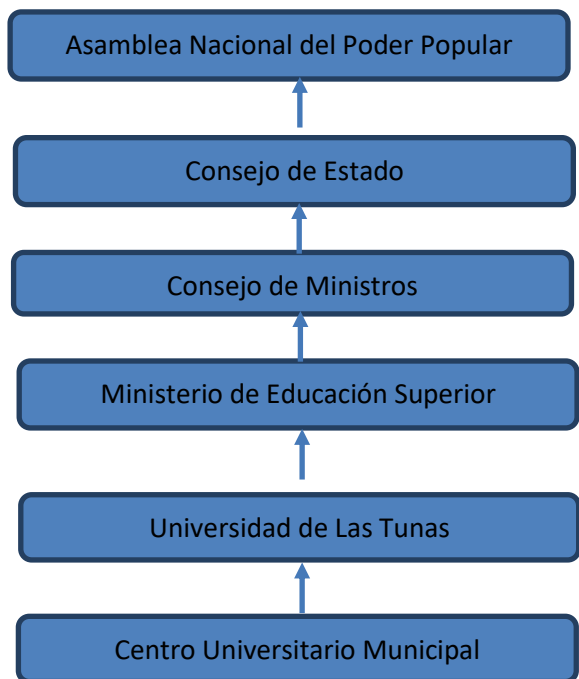 Asamblea Nacional del Poder Popular
Consejo de Estado
Consejo de Ministros
Ministerio de Educación Superior
Universidad de Las Tunas
Centro Universitario Municipal